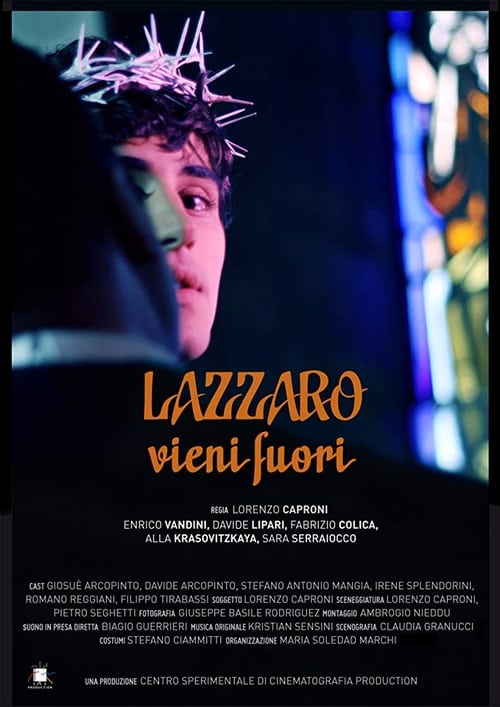 LAZZARO
vieni fuori
REGIA LORENZO CAPRONI
ENRICO VANDINI, DAVIDE LIPARI, FABRIZIO COLICA,
ALLA KRASOVITZKAYA, SARA SERRAIOCCO
CAST GIOSUÈ ARCOPINTO, DAVIDE ARCOPINTO, STEFANO ANTONIO MANGIA, IRENE SPLENDORINI,
ROMANO REGGIANI, FILIPPO TIRABASSI SOGGETTO LORENZO CAPRONI SCENEGGIATURA LORENZO CAPRONI,
PIETRO SEGHETTI FOTOGRAFIA GIUSEPPE BASILE RODRIGUEZ MONTAGGIO AMBROGIO NIEDDU
SUONO IN PRESA DIRETTA BIAGIO GUERRIERI MUSICA ORIGINALE KRISTIAN SENSINI SCENOGRAFIA CLAUDIA GRANUCCI
COSTUMI STEFANO CIAMMITTI ORGANIZZAZIONE MARIA SOLEDAD MARCHI
PRODUCTION
UNA PRODUZIONE CENTRO SPERIMENTALE DI CINEMATOGRAFIA PRODUCTION